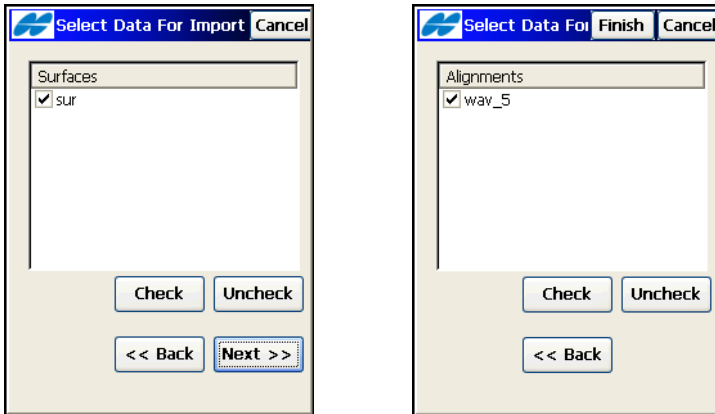 Select Data For Import Cancel
Surfaces
sur
Check Uncheck
<< Back Next >>
Select Data For Finish Cancel
Alignments
wav_5
Check Uncheck
<< Back